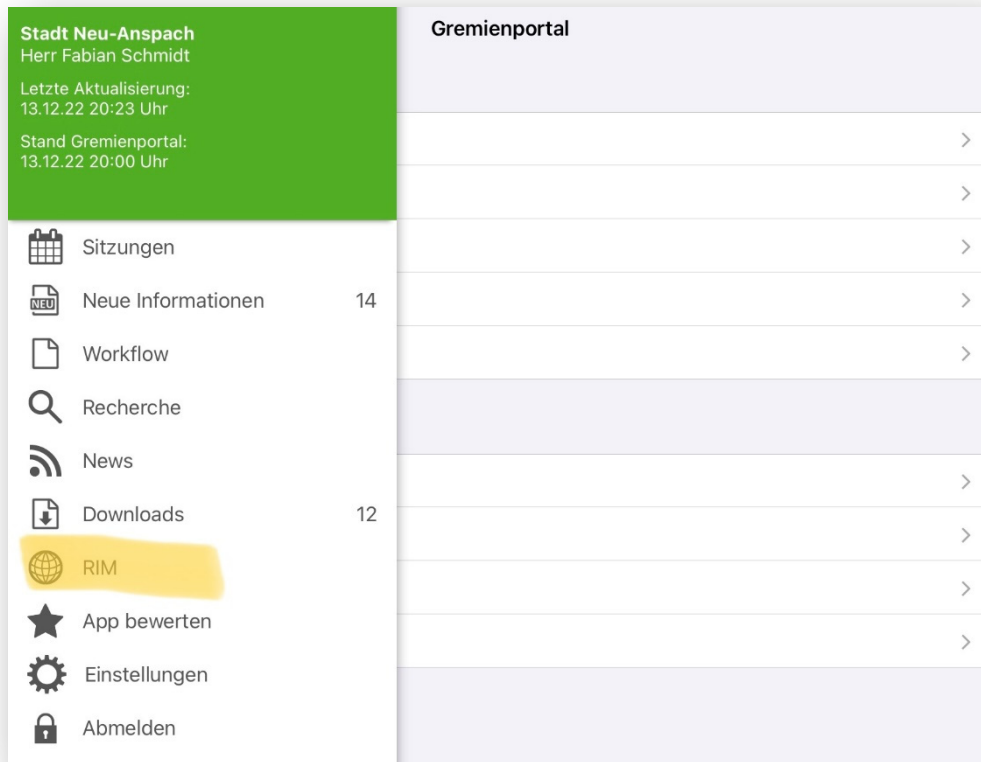 Stadt Neu-Anspach
Herr Fabian Schmidt
Letzte Aktualisierung:
13.12.22 20:23 Uhr
Stand Gremienportal:
13.12.22 20:00 Uhr
Gremienportal
Sitzungen
NEU
Neue Informationen 14
Workflow
Recherche
News
Downloads 12
RIM
App bewerten
Einstellungen
Abmelden